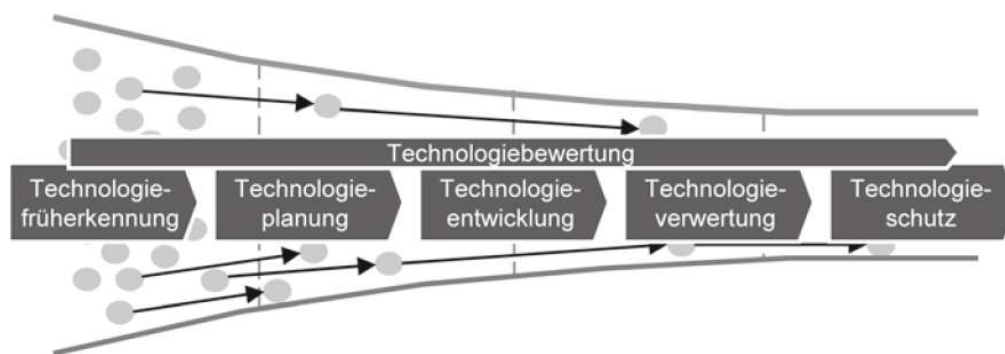 Technologiebewertung
Technologie-
früherkennung
Technologie-
planung
Technologie-
entwicklung
Technologie-
verwertung
Technologie-
schutz